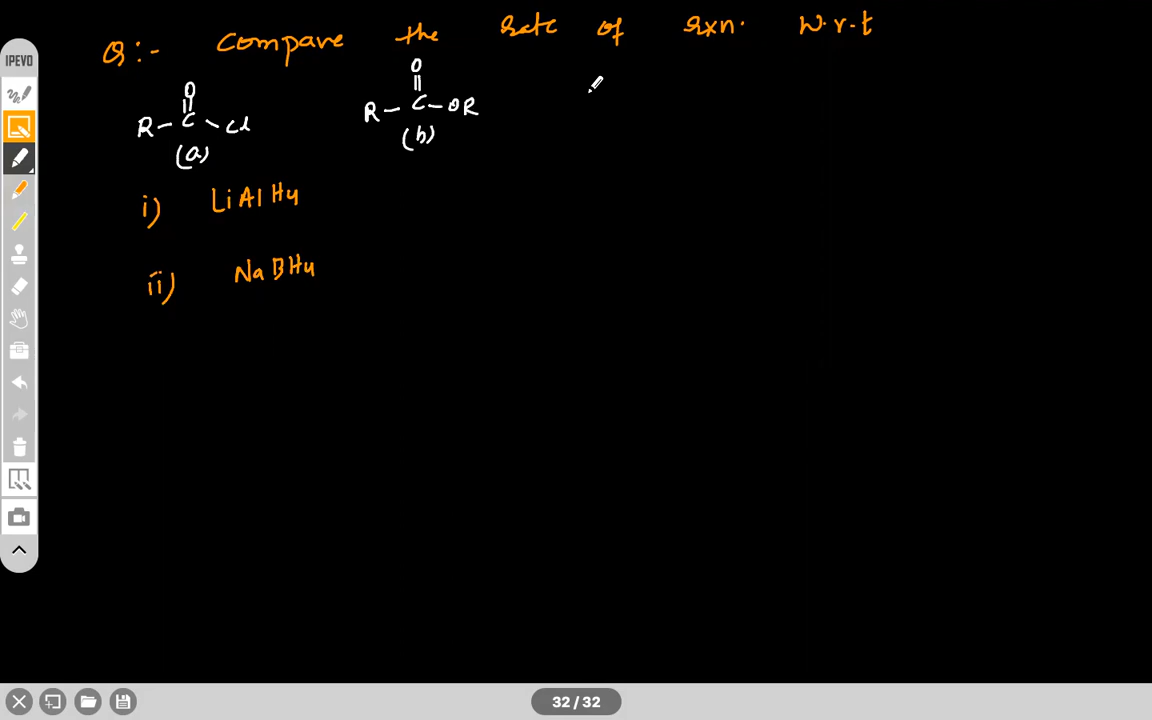 IPEVO
Q:- Compare the rate of rxn. w.r.t
O O
|| ||
R-C-Cl R-C-OR
(a) (b)
i) LiAlH4
ii) NaBH4
32 / 32